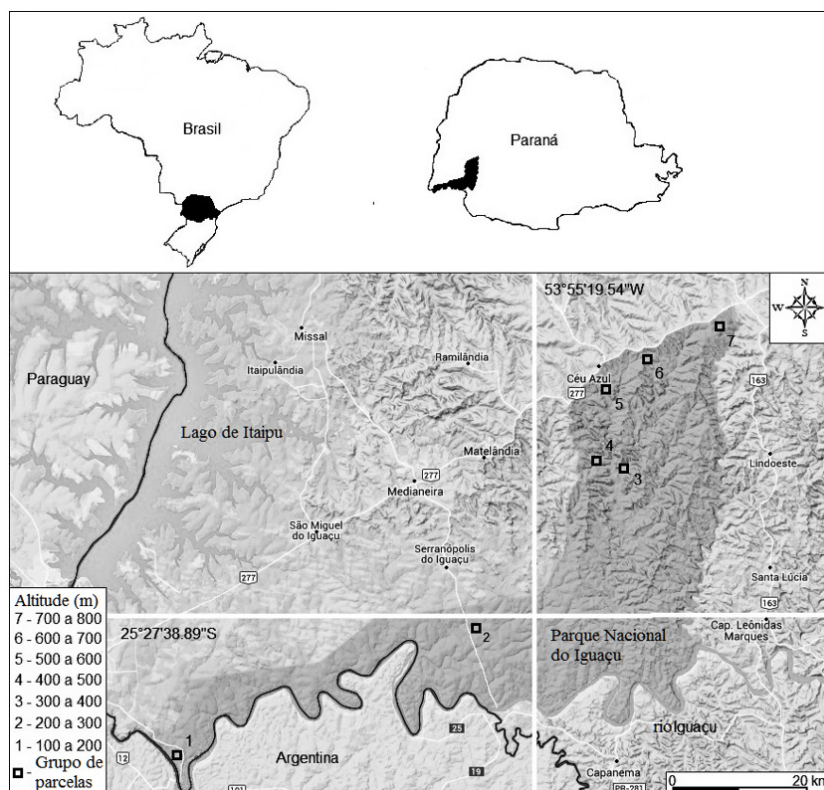 Brasil
Paraná
53°55'19.54"W
N
W E
S
Missal
Itaipulândia
Ramilândia
Céu Azul
7
6
5
4
3
277
163
Paraguay
Lago de Itaipu
Matelândia
277
Medianeira
Lindoeste
São Miguel
do Iguaçu
Serranópolis
do Iguaçu
277
Santa Lúcia
163
Altitude (m)
7 - 700 a 800
6 - 600 a 700
5 - 500 a 600
4 - 400 a 500
3 - 300 a 400
2 - 200 a 300
1 - 100 a 200
- Grupo de
parcelas
25°27'38.89"S
2
Parque Nacional
do Iguaçu
Cap. Leônidas
Marques
1
12
Argentina
25
19
101
rio Iguaçu
Capanema
PR-281
0 20 km